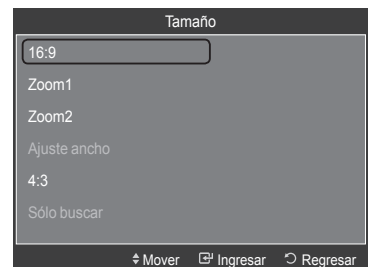 Tamaño
16:9
Zoom1
Zoom2
Ajuste ancho
4:3
Sólo buscar
Mover Ingresar Regresar